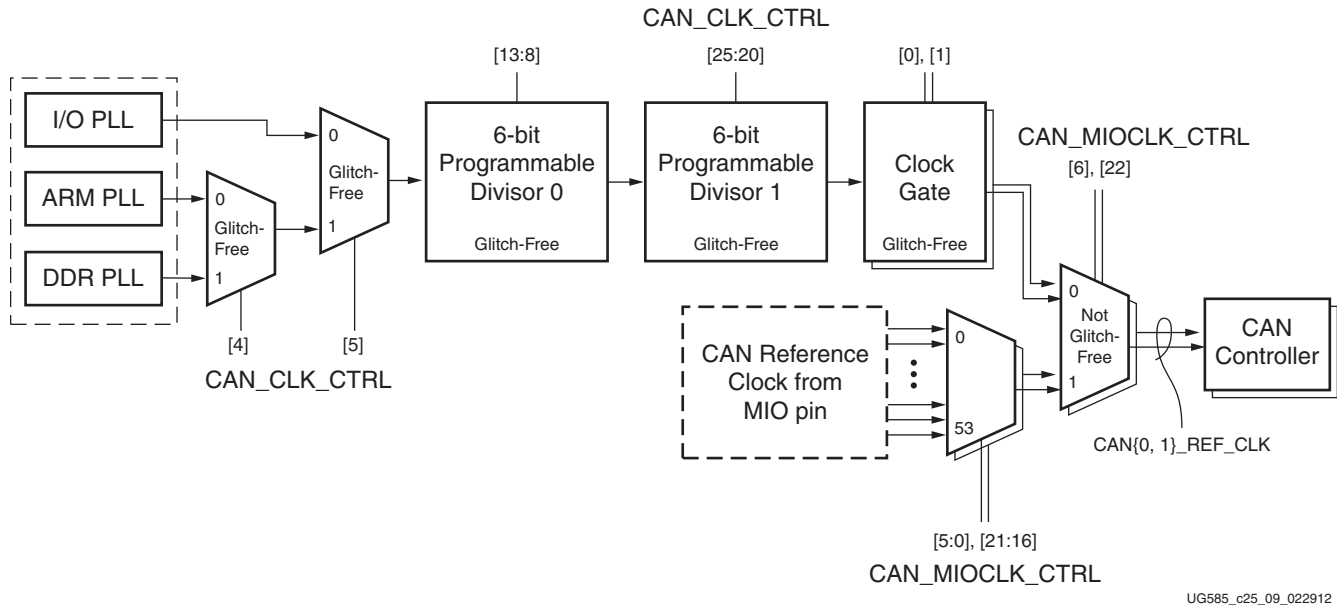 CAN_CLK_CTRL
[13:8]
[25:20]
[0], [1]
I/O PLL
ARM PLL
DDR PLL
0
Glitch-
Free
1
0
Glitch-
Free
1
[4]
[5]
CAN_CLK_CTRL
6-bit
Programmable
Divisor 0
Glitch-Free
6-bit
Programmable
Divisor 1
Glitch-Free
Clock
Gate
Glitch-Free
CAN_MIOCLK_CTRL
[6], [22]
CAN Reference
Clock from
MIO pin
0
53
[5:0], [21:16]
CAN_MIOCLK_CTRL
0
Not
Glitch-
Free
1
CAN{0, 1}_REF_CLK
CAN
Controller
UG585_c25_09_022912